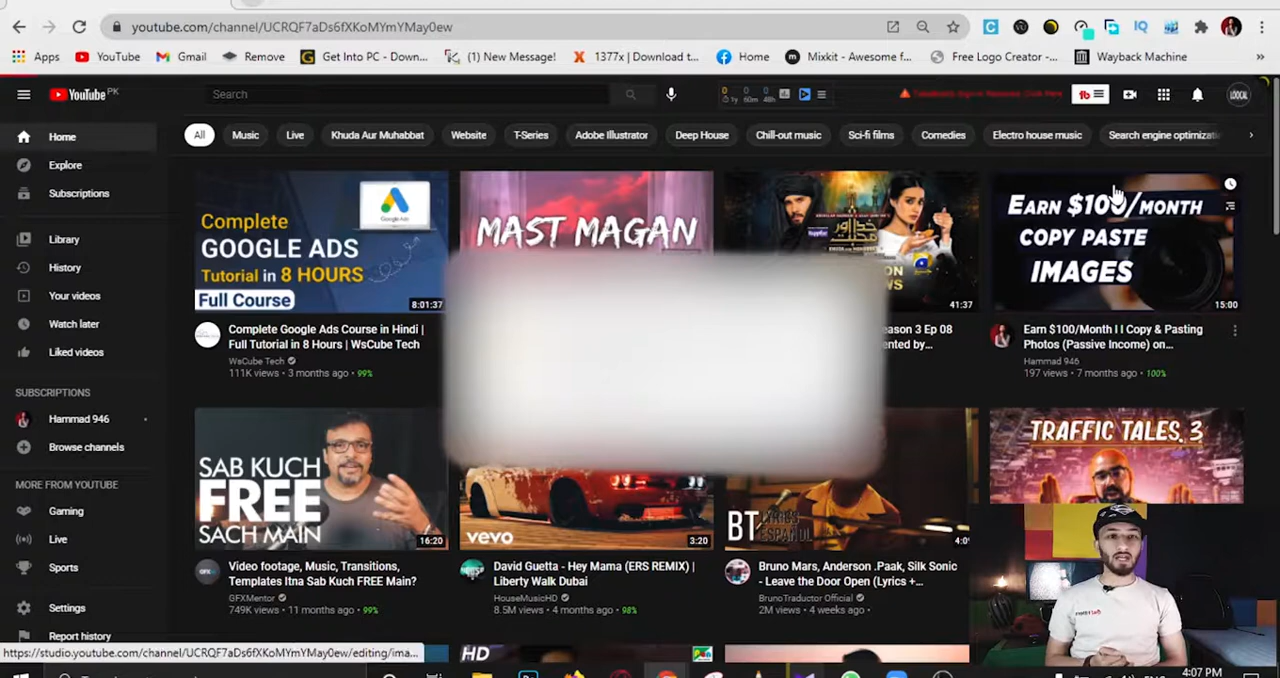 youtube.com/channel/UCRQF7aDs6fXKoMYmYMay0ew
Apps YouTube Gmail Remove Get Into PC - Down... (1) New Message! 1377x | Download t... Home Mixkit - Awesome f... Free Logo Creator -... Wayback Machine »
YouTube PK
Search
All Music Live Khuda Aur Muhabbat Website T-Series Adobe Illustrator Deep House Chill-out music Sci-fi films Comedies Electro house music Search engine optimizati
Home
Explore
Subscriptions
Library
History
Your videos
Watch later
Liked videos
SUBSCRIPTIONS
Hammad 946
Browse channels
MORE FROM YOUTUBE
Gaming
Live
Sports
Settings
Report history
Complete
GOOGLE ADS
Tutorial in 8 HOURS
Full Course
Google Ads
8:01:37
Complete Google Ads Course in Hindi |
Full Tutorial in 8 Hours | WsCube Tech
WsCube Tech
111K views • 3 months ago • 99%
MAST MAGAN
خدا اور
محبت
41:37
eason 3 Ep 08
ented by...
EARN $100/MONTH
COPY PASTE
IMAGES
15:00
Earn $100/Month I I Copy & Pasting
Photos (Passive Income) on...
Hammad 946
197 views • 7 months ago • 100%
SAB KUCH
FREE
SACH MAIN
16:20
Video footage, Music, Transitions,
Templates Itna Sab Kuch FREE Main?
GFXMentor
749K views • 11 months ago • 99%
vevo
3:20
David Guetta - Hey Mama (ERS REMIX) |
Liberty Walk Dubai
HouseMusicHD
8.5M views • 4 months ago • 98%
BT LYRICS
ESPAÑOL
4:0
Bruno Mars, Anderson .Paak, Silk Sonic
- Leave the Door Open (Lyrics +...
BrunoTraductor Official
2M views • 4 weeks ago •
TRAFFIC TALES. 3
HD
https://studio.youtube.com/channel/UCRQF7aDs6fXKoMYmYMay0ew/editing/ima...
4:07 PM